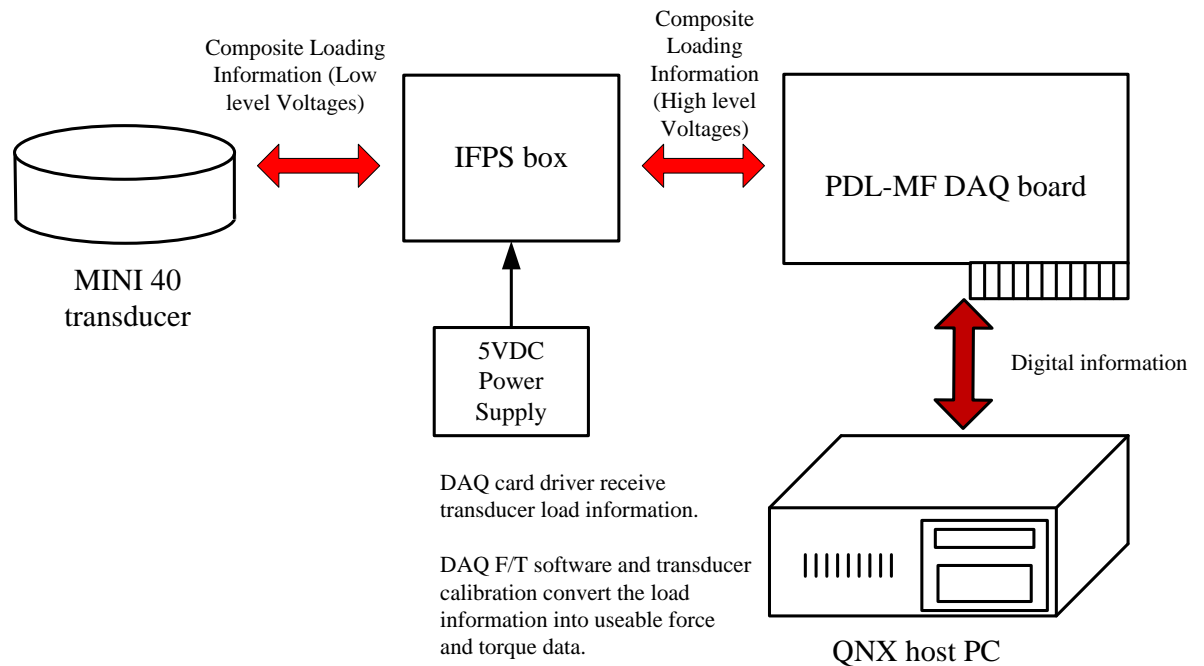 Composite Loading
Information (Low
level Voltages)
Composite
Loading
Information
(High level
Voltages)
MINI 40
transducer
IFPS box
PDL-MF DAQ board
5VDC
Power
Supply
Digital information
DAQ card driver receive
transducer load information.
DAQ F/T software and transducer
calibration convert the load
information into useable force
and torque data.
QNX host PC